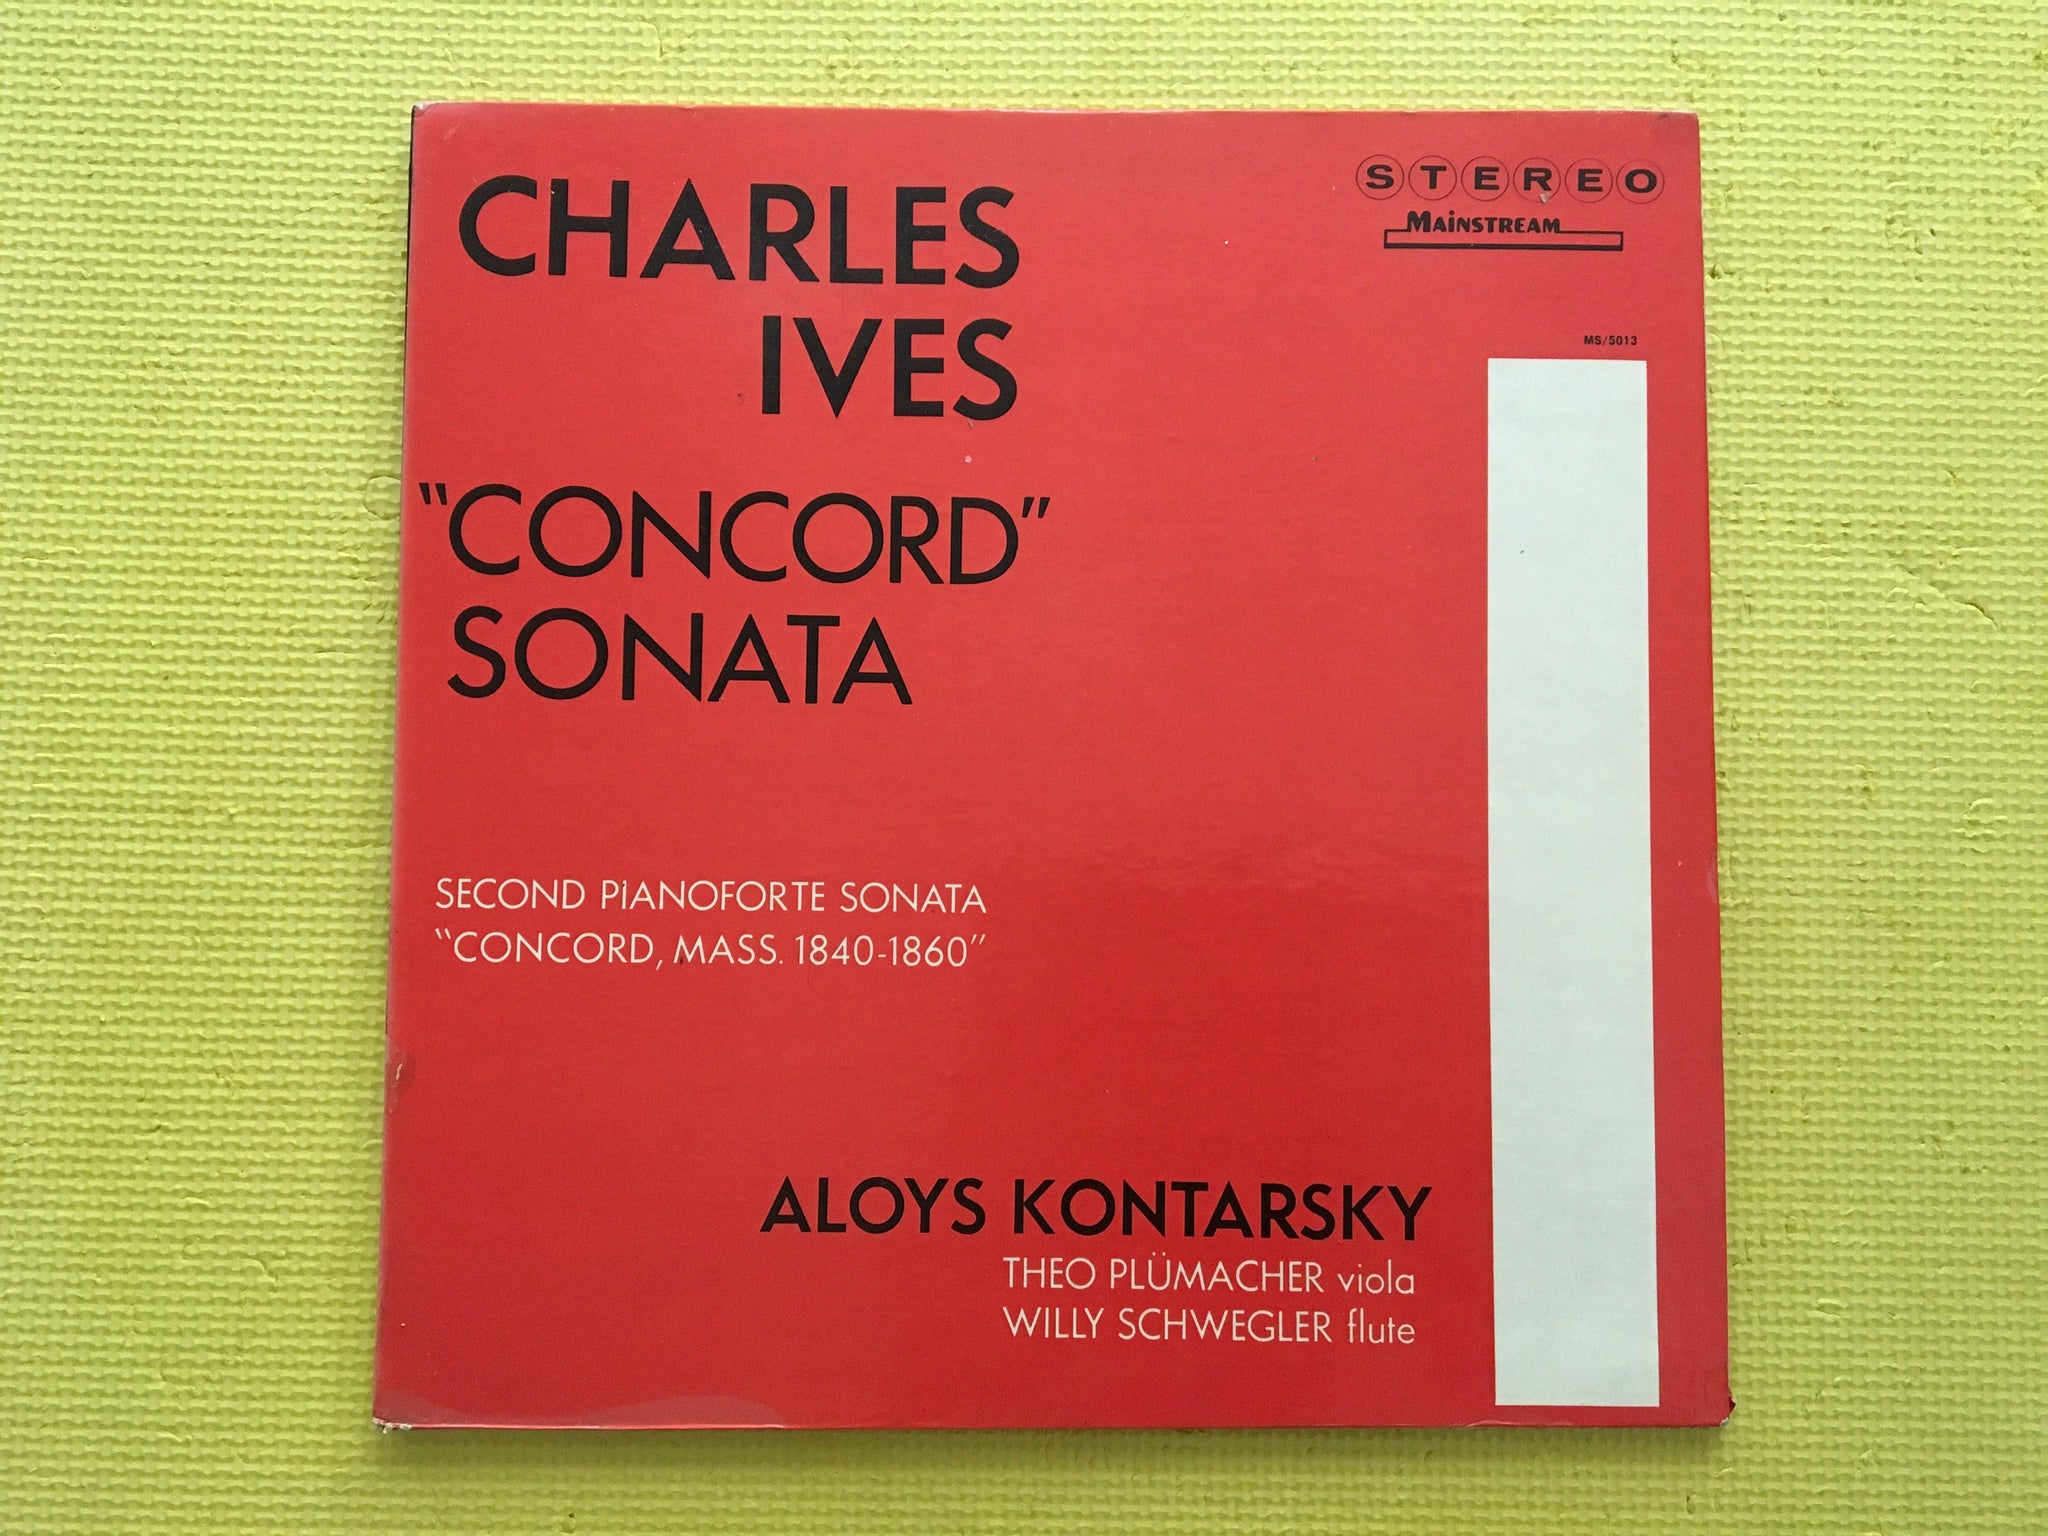 STEREO
MAiNSTREAM
CHARLES
IVES
MS/5013
"CONCORD"
SONATA
SECOND PIANOFORTE SONATA
"CONCORD, MASS. 1840-1860"
ALOYS KONTARSKY
THEO PLÜMACHER viola
WILLY SCHWEGLER flute